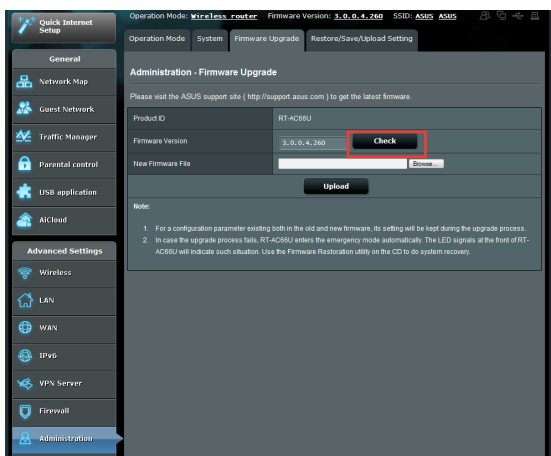 Quick Internet
Setup
Operation Mode: Wireless router Firmware Version: 3.0.0.4.260 SSID: ASUS ASUS
Operation Mode System Firmware Upgrade Restore/Save/Upload Setting
General
Network Map
Guest Network
Traffic Manager
Parental control
USB application
AiCloud
Advanced Settings
Wireless
LAN
WAN
IPv6
VPN Server
Firewall
Administration
Administration - Firmware Upgrade
Please visit the ASUS support site ( http://support.asus.com ) to get the latest firmware.
Product ID RT-AC66U
Firmware Version 3.0.0.4.260 Check
New Firmware File Browse...
Upload
Note:
1. For a configuration parameter existing both in the old and new firmware, its setting will be kept during the upgrade process.
2. In case the upgrade process fails, RT-AC66U enters the emergency mode automatically. The LED signals at the front of RT-
AC66U will indicate such situation. Use the Firmware Restoration utility on the CD to do system recovery.